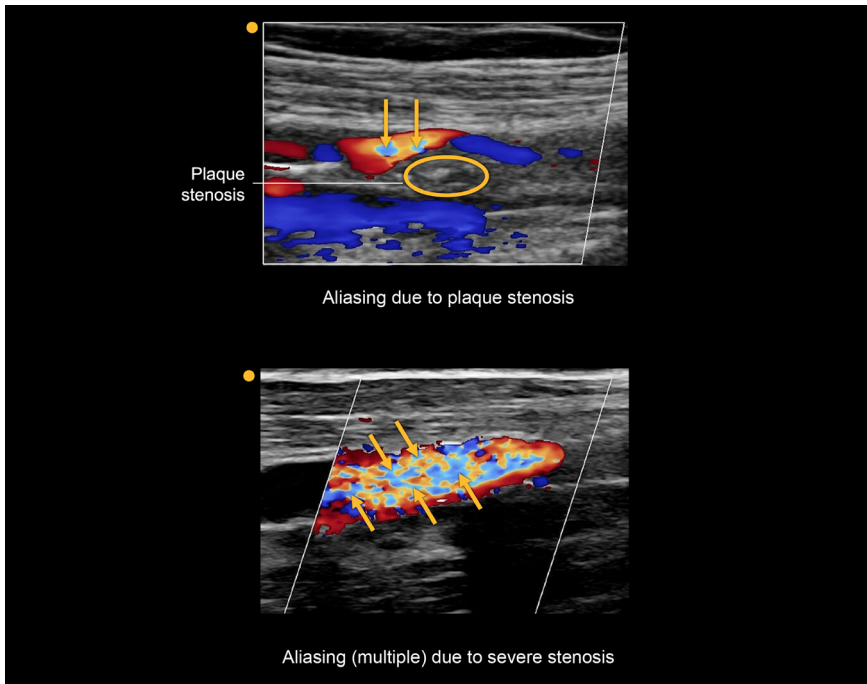 Plaque
stenosis
Aliasing due to plaque stenosis
Aliasing (multiple) due to severe stenosis